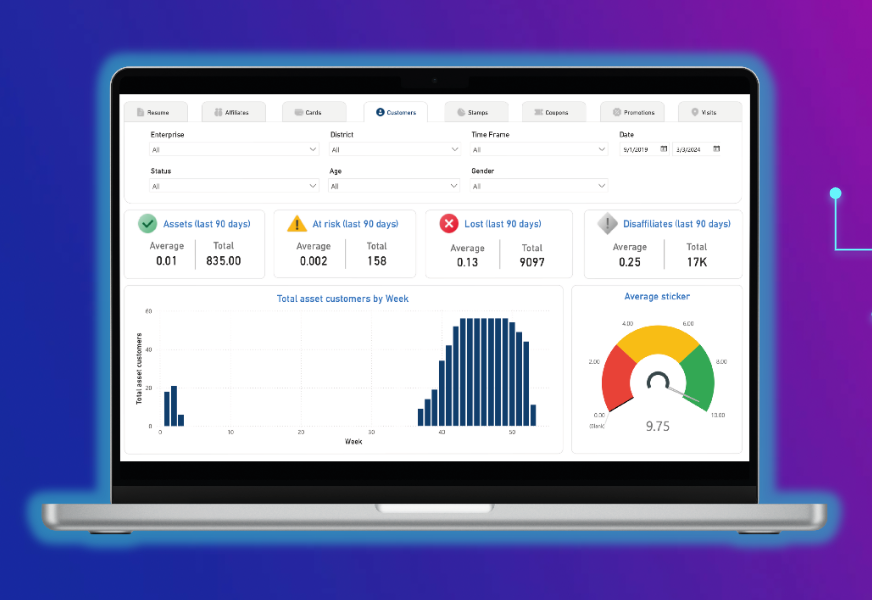 Resume Affiliates Cards Customers Stamps Coupons Promotions Visits
Enterprise District Time Frame Date
All All All 9/1/2019 3/3/2024
Status Age Gender
All All All
Assets (last 90 days) At risk (last 90 days) Lost (last 90 days) Disaffiliates (last 90 days)
Average Total Average Total Average Total Average Total
0.01 835.00 0.002 158 0.13 9097 0.25 17K
Total asset customers by Week
60
40
20
0
Total asset customers
0 10 20 30 40 50
Week
Average sticker
4.00 6.00
2.00 8.00
0.00 10.00
9.75